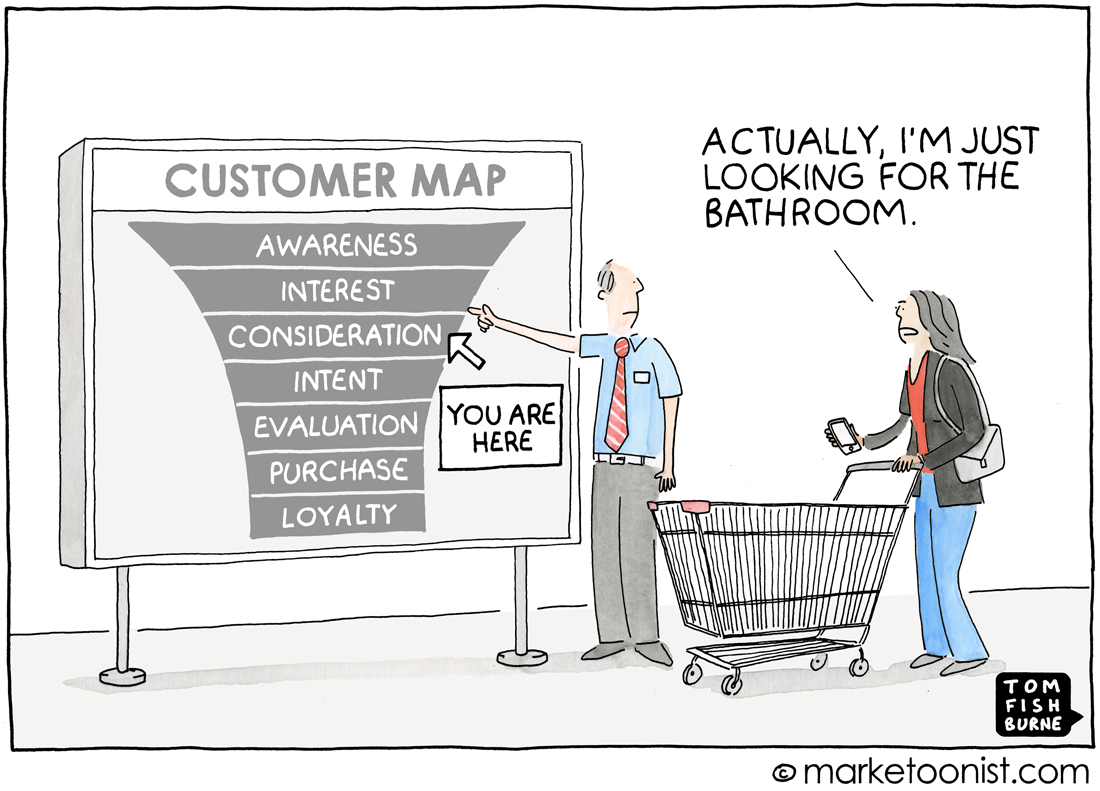 CUSTOMER MAP
AWARENESS
INTEREST
CONSIDERATION
INTENT
EVALUATION
PURCHASE
LOYALTY
YOU ARE
HERE
ACTUALLY, I'M JUST
LOOKING FOR THE
BATHROOM.
TOM
FISH
BURNE
© marketoonist.com